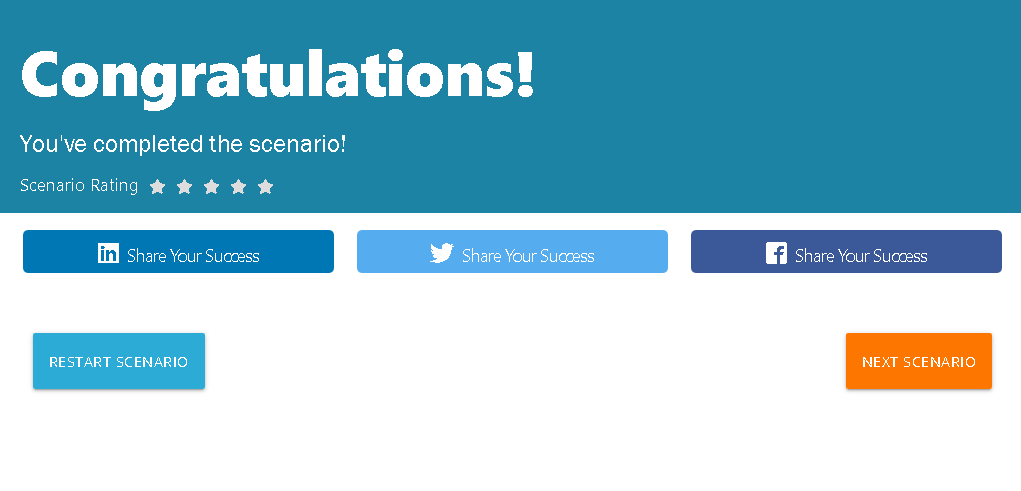 Congratulations!
You've completed the scenario!
Scenario Rating
in Share Your Success
Share Your Success
f Share Your Success
RESTART SCENARIO
NEXT SCENARIO